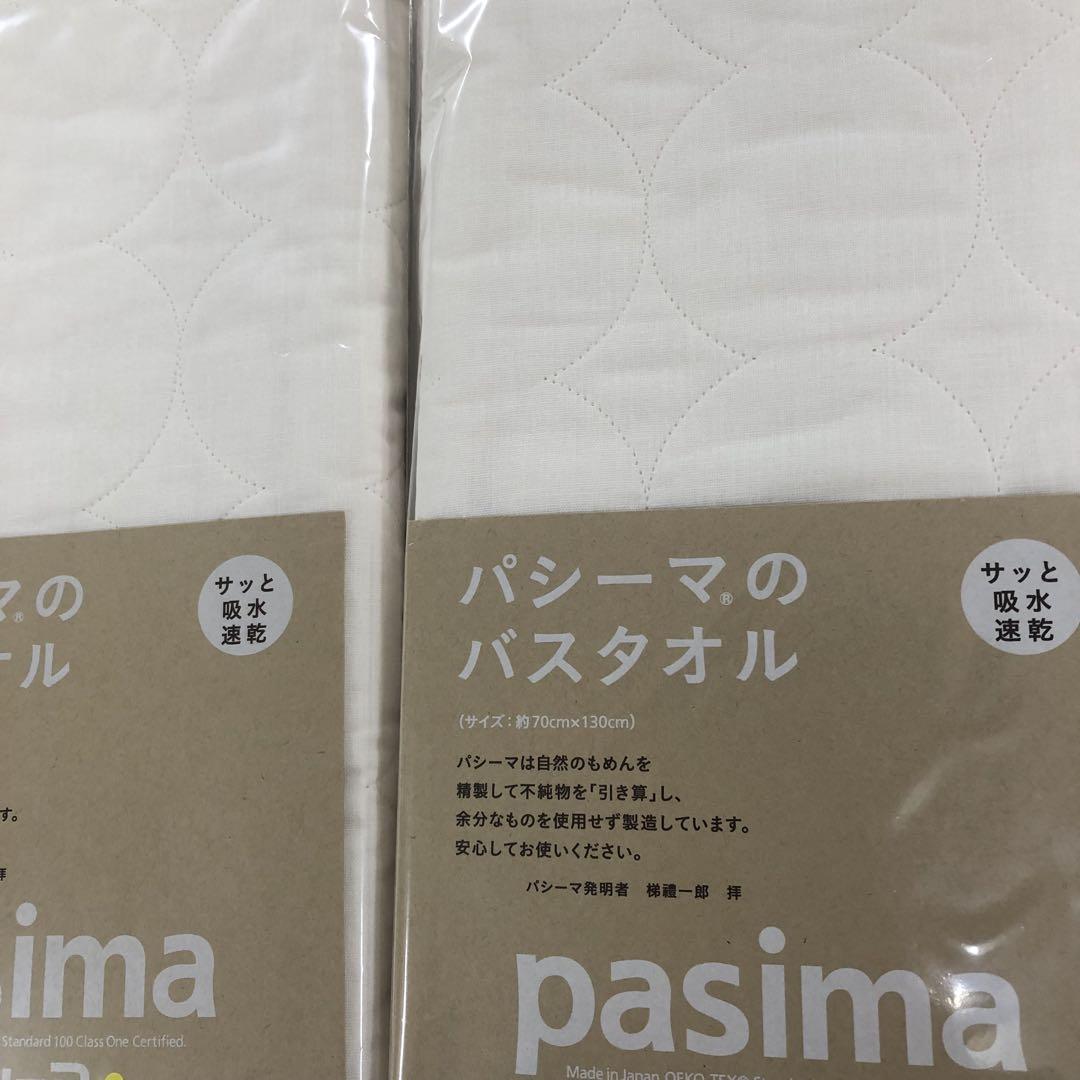 マ®の
オル
サッと
吸水
速乾
す。
拝
sima
Standard 100 Class One Certified.
パシーマ®の
バスタオル
サッと
吸水
速乾
(サイズ：約70cm×130cm)
パシーマは自然のもめんを
精製して不純物を「引き算」し、
余分なものを使用せず製造しています。
安心してお使いください。
パシーマ発明者 梯禮一郎 拝
pasima
Made in Japan. OEKO-TEX®